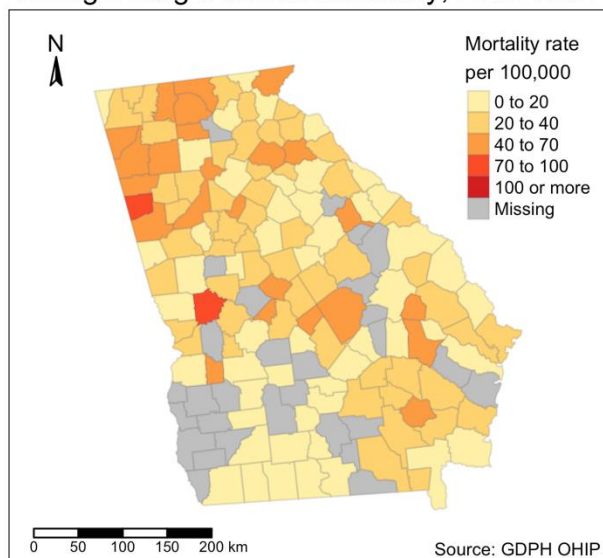 N
Mortality rate
per 100,000
0 to 20
20 to 40
40 to 70
70 to 100
100 or more
Missing
0 50 100 150 200 km
Source: GDPH OHIP